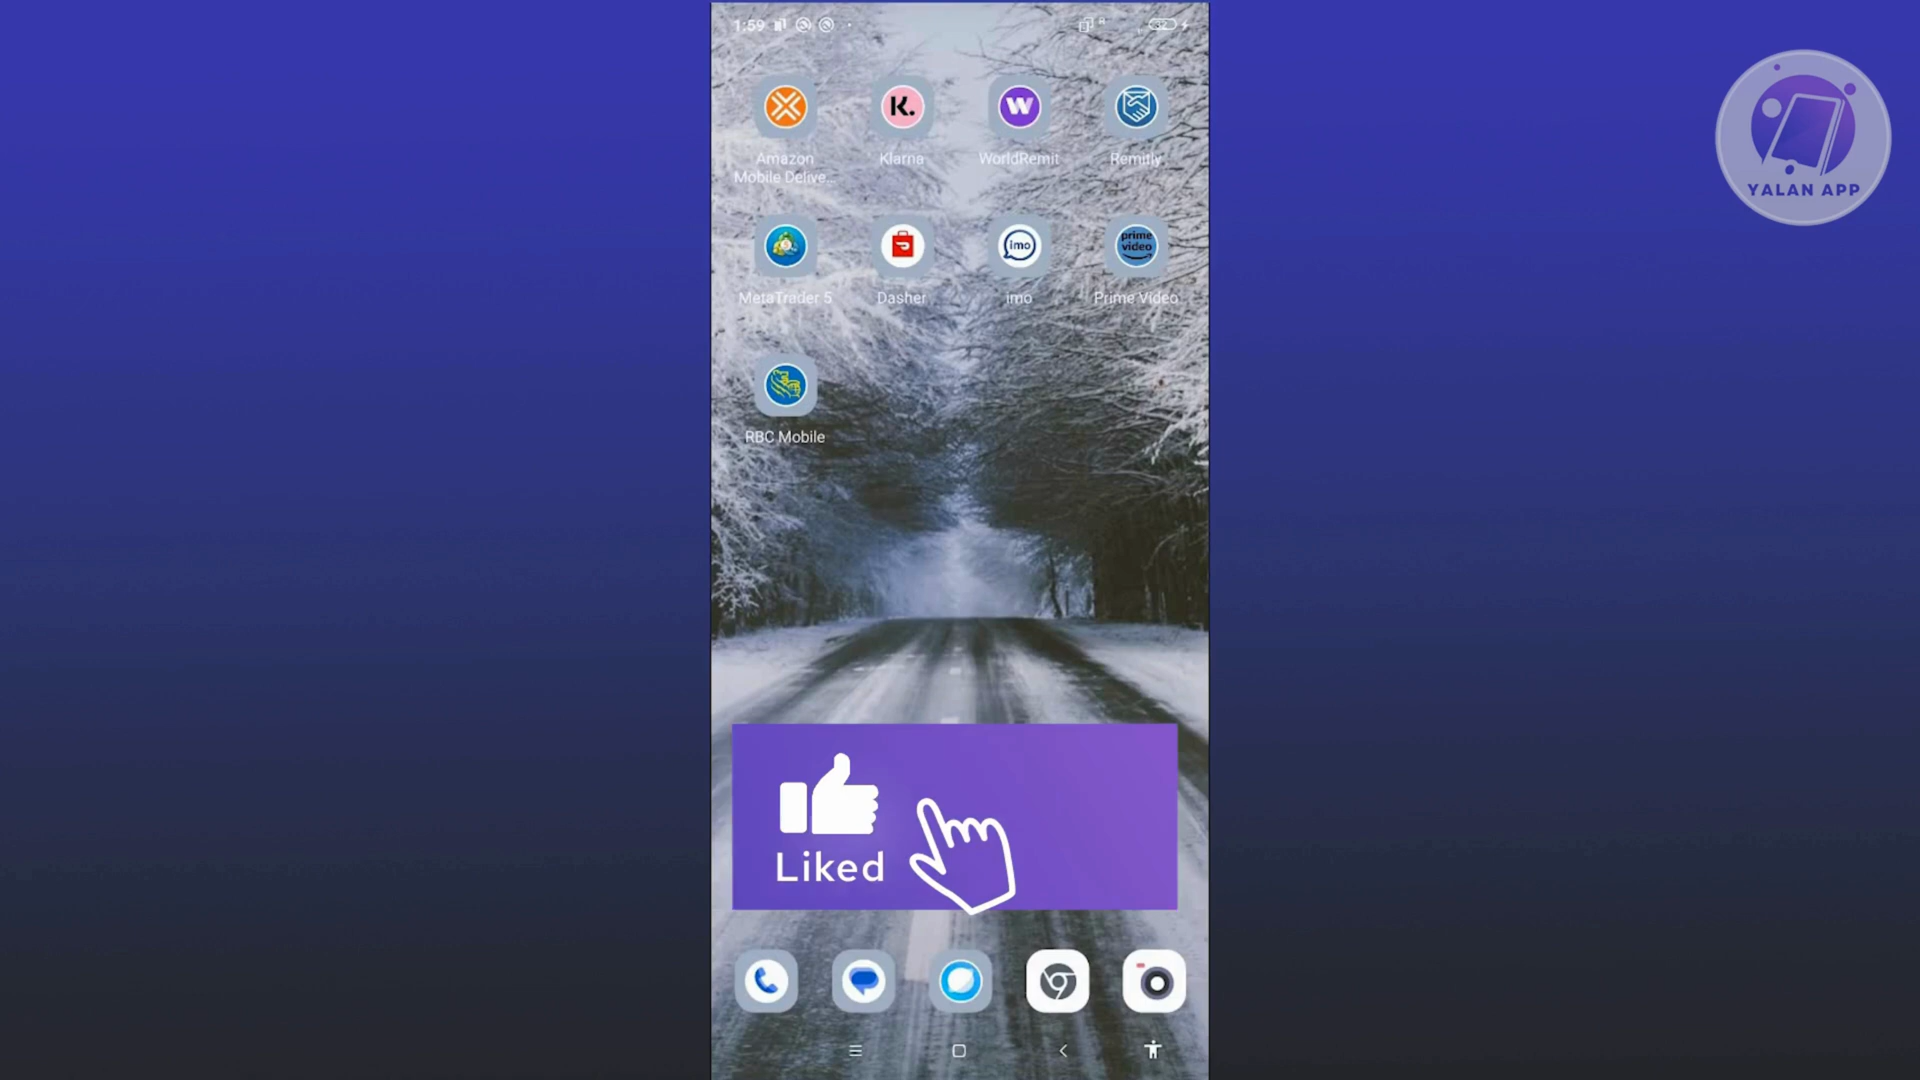 1:59
32
YALAN APP
K.
W
Amazon
Mobile Delive...
Klarna
WorldRemit
Remitly
imo
prime
video
MetaTrader 5
Dasher
imo
Prime Video
RBC Mobile
Liked